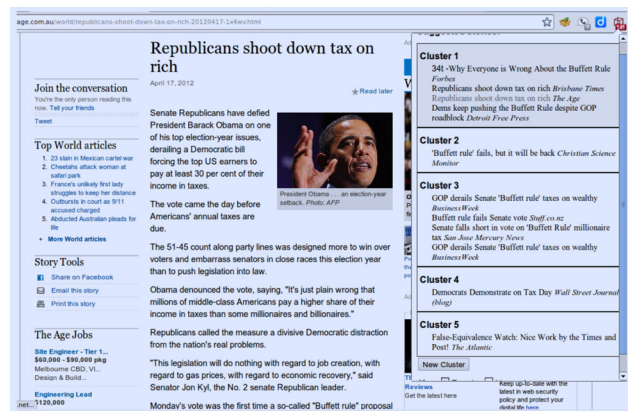 age.com.au/world/republicans-shoot-down-tax-on-rich-20120417-1x4wv.html
Republicans shoot down tax on
rich
April 17, 2012
Read later
Join the conversation
You're the only person reading this
now. Tell your friends
Tweet
Top World articles
1. 23 slain in Mexican cartel war
2. Cheetahs attack woman at
safari park
3. France's unlikely first lady
struggles to keep her distance
4. Outbursts in court as 9/11
accused charged
5. Abducted Australian pleads for
life
+ More World articles
Story Tools
Share on Facebook
Email this story
Print this story
The Age Jobs
Site Engineer - Tier 1...
$60,000 - $90,000 pkg
Melbourne CBD, VI...
Design & Build...
Engineering Lead
$120,000
.net...
Senate Republicans have defied
President Barack Obama on one
of his top election-year issues,
derailing a Democratic bill
forcing the top US earners to
pay at least 30 per cent of their
income in taxes.
President Obama . . . an election-year
setback. Photo: AFP
The vote came the day before
Americans' annual taxes are
due.
The 51-45 count along party lines was designed more to win over
voters and embarrass senators in close races this election year
than to push legislation into law.
Obama denounced the vote, saying, "It's just plain wrong that
millions of middle-class Americans pay a higher share of their
income in taxes than some millionaires and billionaires."
Republicans called the measure a divisive Democratic distraction
from the nation's real problems.
"This legislation will do nothing with regard to job creation, with
regard to gas prices, with regard to economic recovery," said
Senator Jon Kyl, the No. 2 senate Republican leader.
Monday's vote was the first time a so-called "Buffett rule" proposal
Cluster 1
34t -Why Everyone is Wrong About the Buffett Rule
Forbes
Republicans shoot down tax on rich Brisbane Times
Republicans shoot down tax on rich The Age
Dems keep pushing the Buffett Rule despite GOP
roadblock Detroit Free Press
Cluster 2
'Buffett rule' fails, but it will be back Christian Science
Monitor
Cluster 3
GOP derails Senate 'Buffett rule' taxes on wealthy
BusinessWeek
Buffett rule fails Senate vote Stuff.co.nz
Senate falls short in vote on 'Buffett Rule' millionaire
tax San Jose Mercury News
GOP derails Senate 'Buffett rule' taxes on wealthy
BusinessWeek
Cluster 4
Democrats Demonstrate on Tax Day Wall Street Journal
(blog)
Cluster 5
False-Equivalence Watch: Nice Work by the Times and
Post! The Atlantic
New Cluster
Reviews
Get the latest here
Keep up-to-date with the
latest in web security
policy and protect your
digital life here